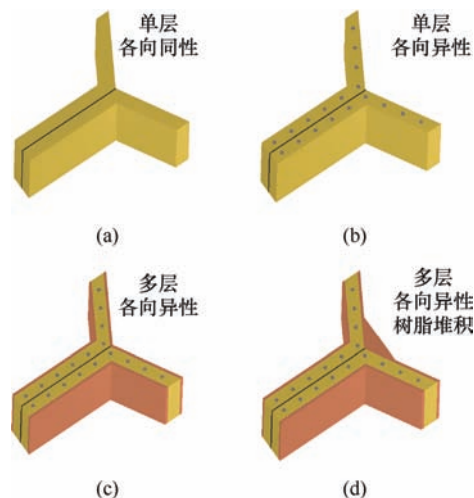 单层
各向同性
单层
各向异性
(a)
(b)
多层
各向异性
多层
各向异性
树脂堆积
(c)
(d)